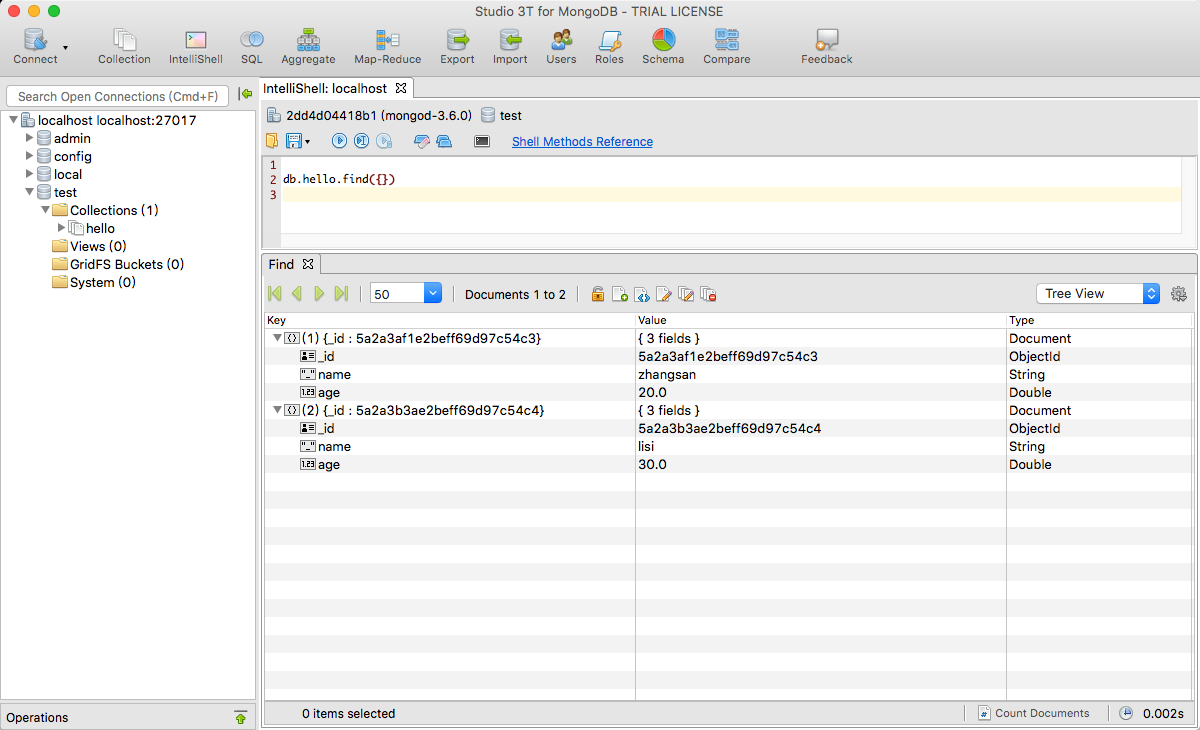 Studio 3T for MongoDB - TRIAL LICENSE
Connect Collection IntelliShell SQL Aggregate Map-Reduce Export Import Users Roles Schema Compare Feedback
Search Open Connections (Cmd+F)
localhost localhost:27017
admin
config
local
test
Collections (1)
hello
Views (0)
GridFS Buckets (0)
System (0)
Operations
IntelliShell: localhost
2dd4d04418b1 (mongod-3.6.0) test
Shell Methods Reference
1
2 db.hello.find({})
3
Find
50 Documents 1 to 2 Tree View
Key Value Type
(1) {_id : 5a2a3af1e2beff69d97c54c3} { 3 fields } Document
_id 5a2a3af1e2beff69d97c54c3 ObjectId
"_" name zhangsan String
1.23 age 20.0 Double
(2) {_id : 5a2a3b3ae2beff69d97c54c4} { 3 fields } Document
_id 5a2a3b3ae2beff69d97c54c4 ObjectId
"_" name lisi String
1.23 age 30.0 Double
0 items selected # Count Documents 0.002s